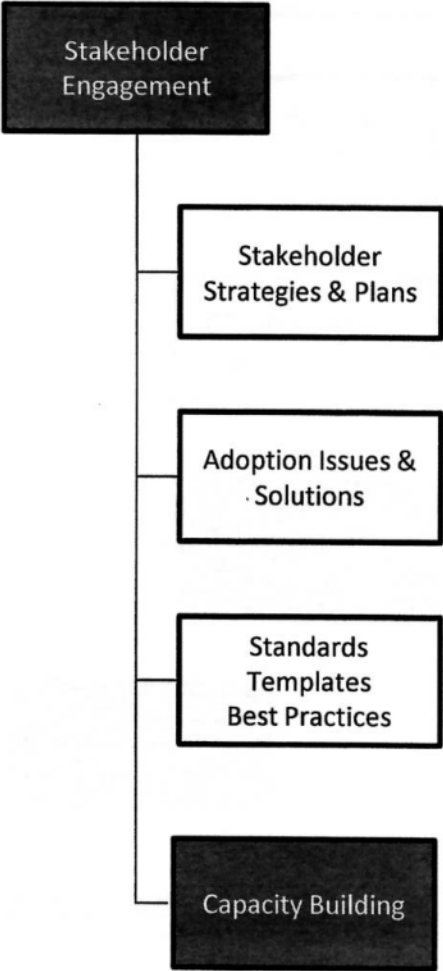 Stakeholder
Engagement
Stakeholder
Strategies & Plans
Adoption Issues &
Solutions
Standards
Templates
Best Practices
Capacity Building